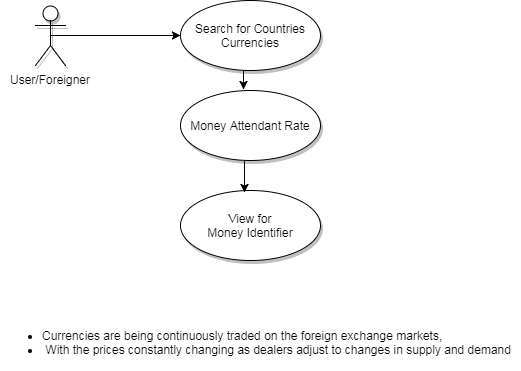 Search for Countries
Currencies
User/Foreigner
Money Attendant Rate
View for
Money Identifier
• Currencies are being continuously traded on the foreign exchange markets,
• With the prices constantly changing as dealers adjust to changes in supply and demand